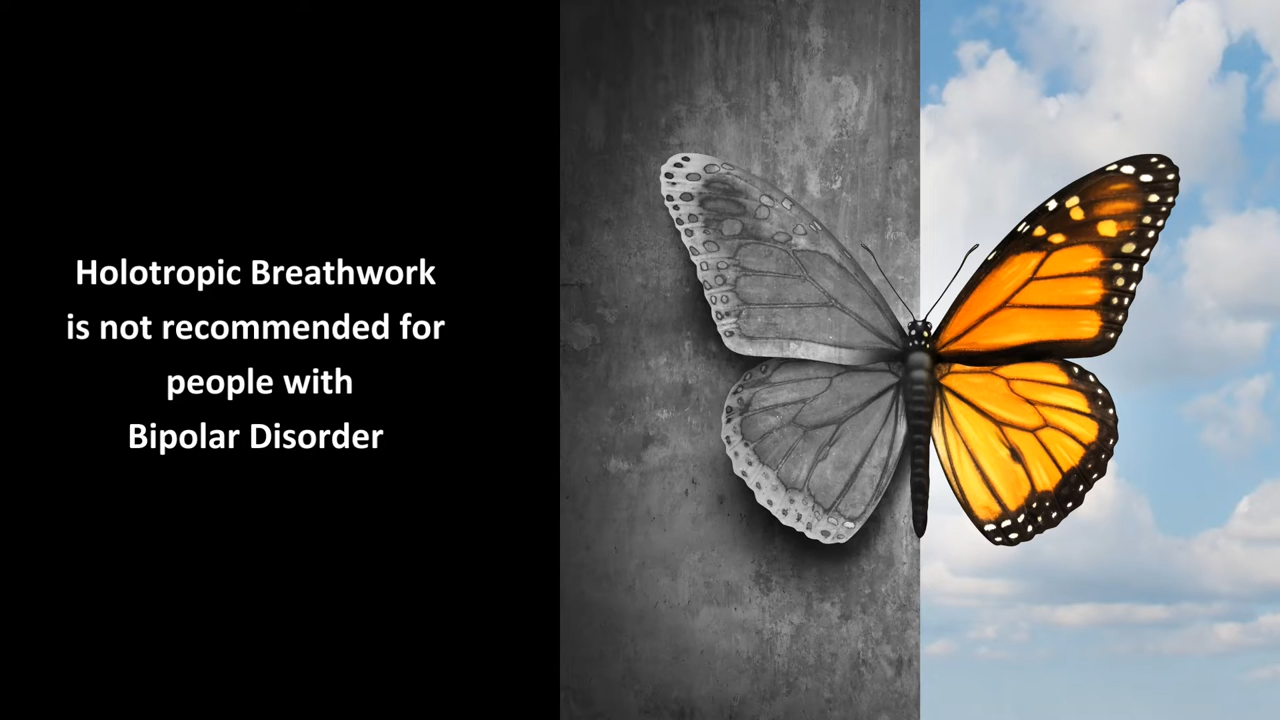 Holotropic Breathwork
is not recommended for
people with
Bipolar Disorder